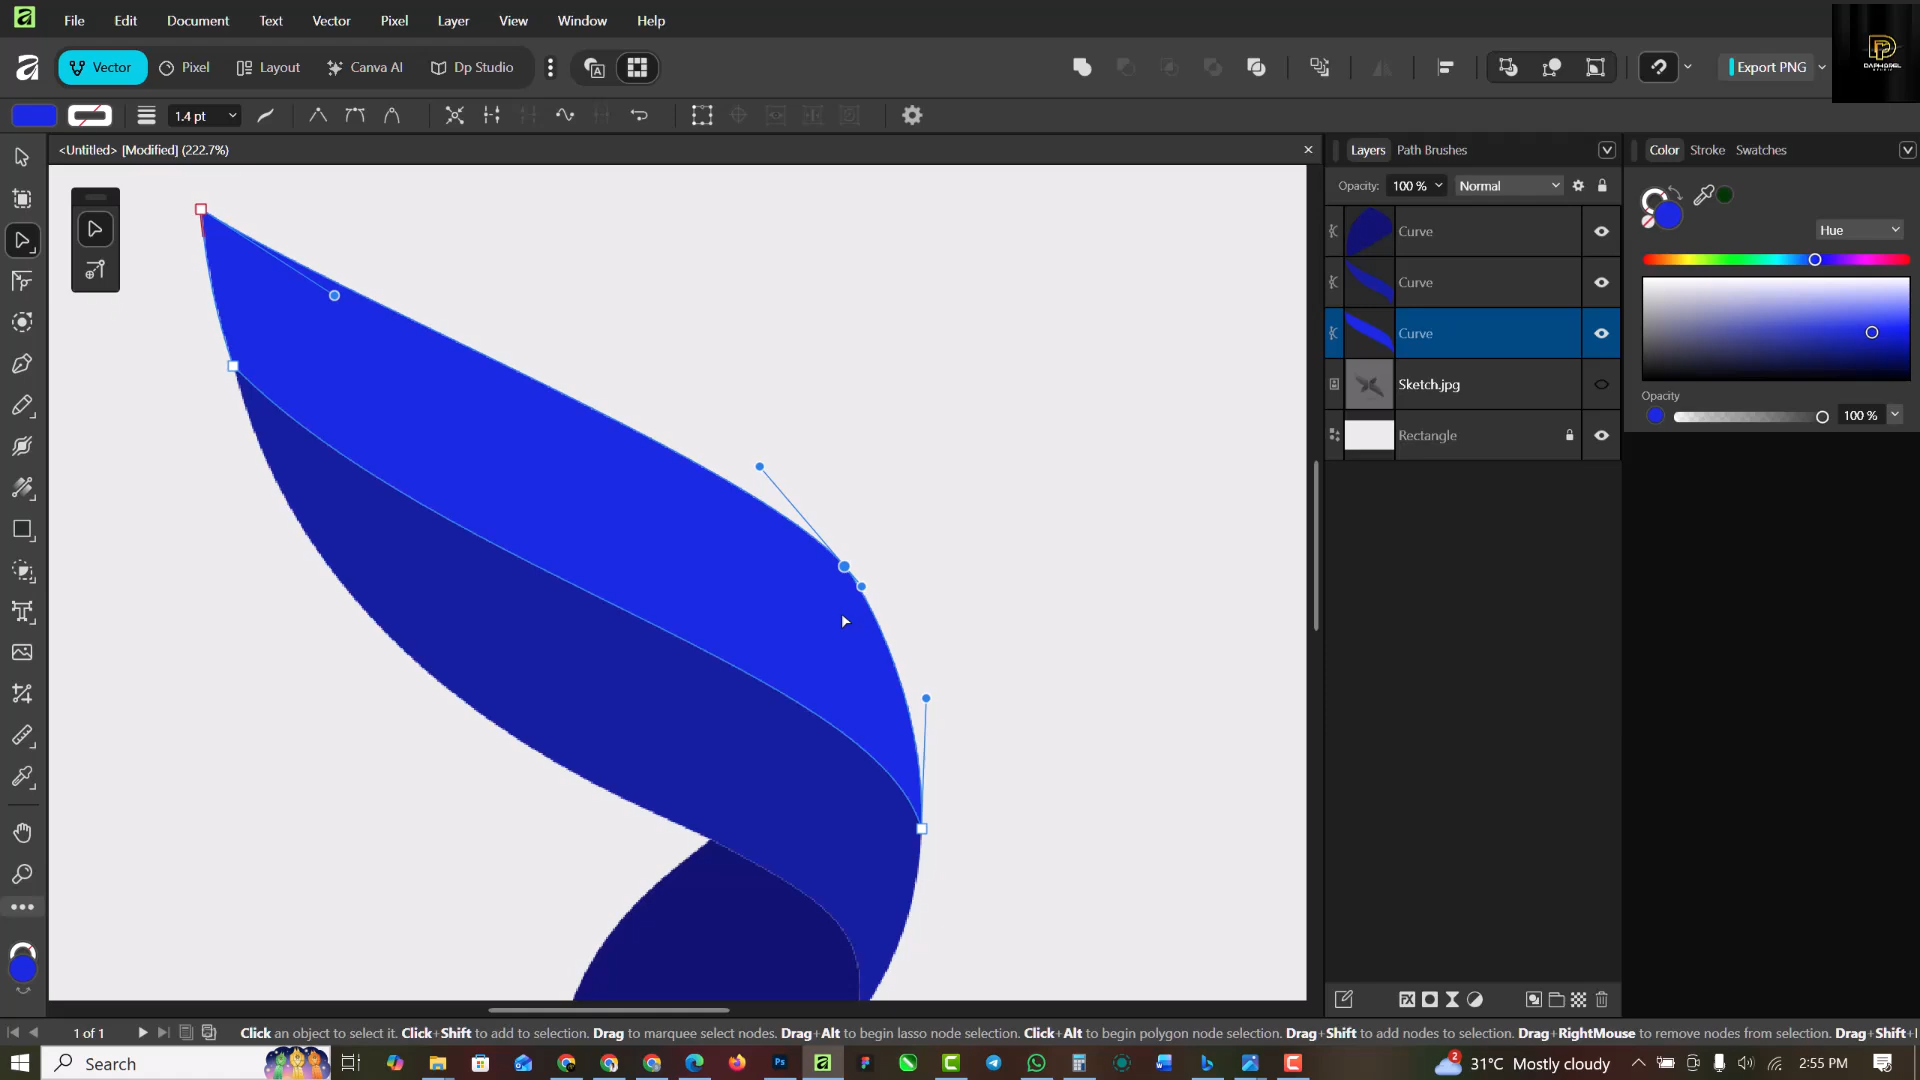 File Edit Document Text Vector Pixel Layer View Window Help
Vector Pixel Layout Canva AI Dp Studio Export PNG
1.4 pt
<Untitled> [Modified] (222.7%)
Layers Path Brushes
Opacity: 100 % Normal
Curve
Curve
Curve
Sketch.jpg
Rectangle
Color Stroke Swatches
Hue
Opacity
100 %
1 of 1
Click an object to select it. Click+Shift to add to selection. Drag to marquee select nodes. Drag+Alt to begin lasso node selection. Click+Alt to begin polygon node selection. Drag+Shift to add nodes to selection. Drag+RightMouse to remove nodes from selection. Drag+Shift+
Search
2
31°C Mostly cloudy
2:55 PM